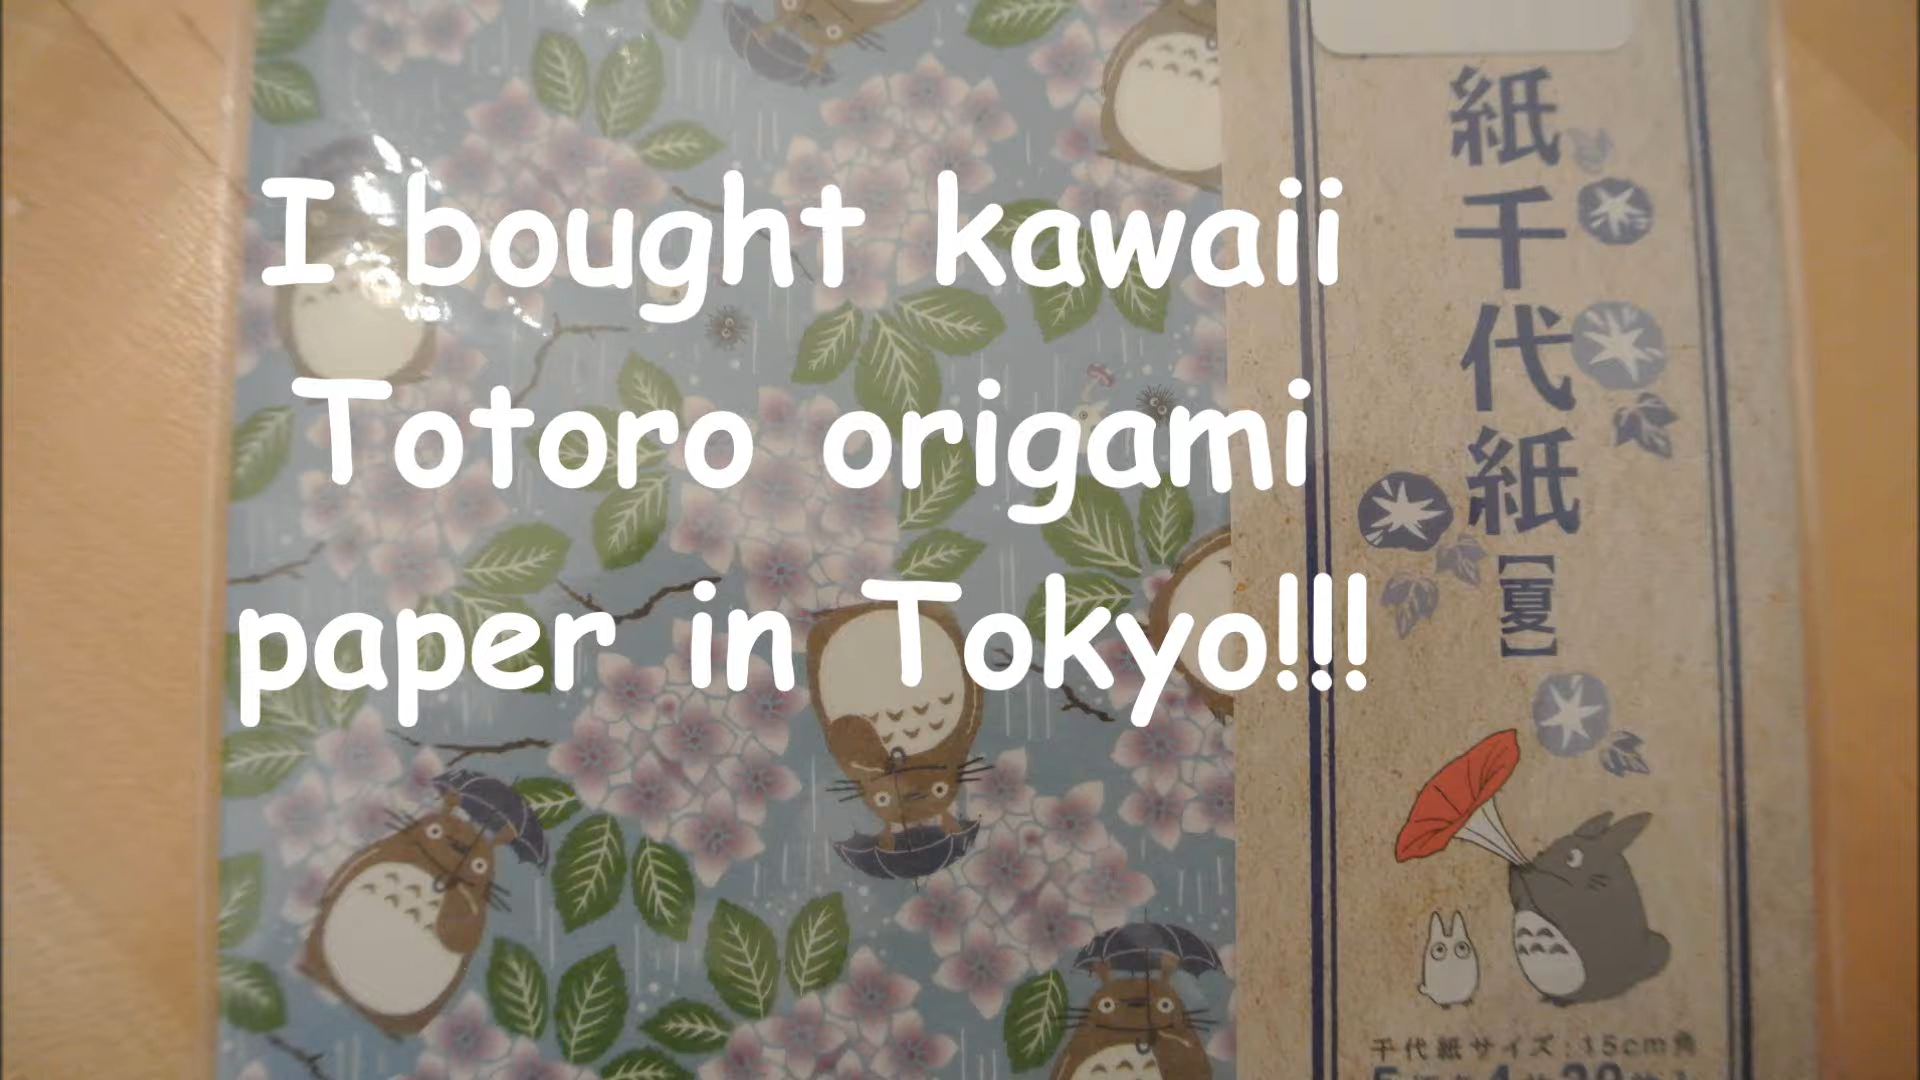 I bought kawaii
Totoro origami
paper in Tokyo!!!
紙千代紙
【夏】
千代紙サイズ:15cm角